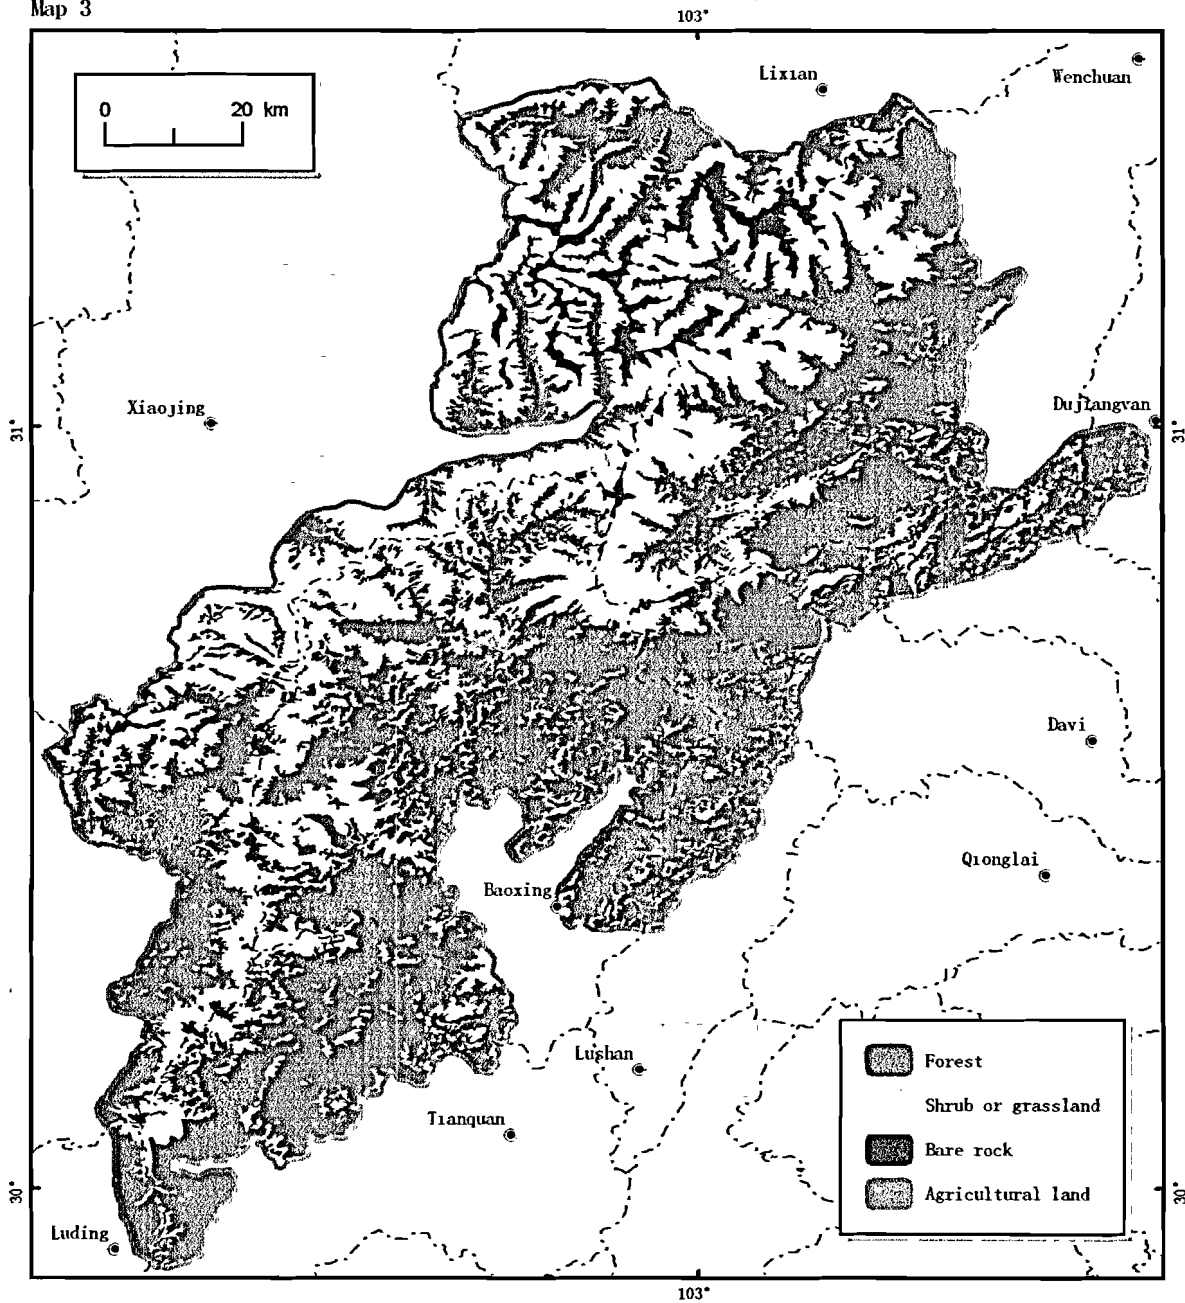 Map 3
103°
Lixian
Wenchuan
0 20 km
Xiaojing
Dujiangyan
31°
31°
Davi
Qionglai
Baoxing
Lushan
Tianquan
Forest
Shrub or grassland
Bare rock
Agricultural land
30°
30°
Luding
103°